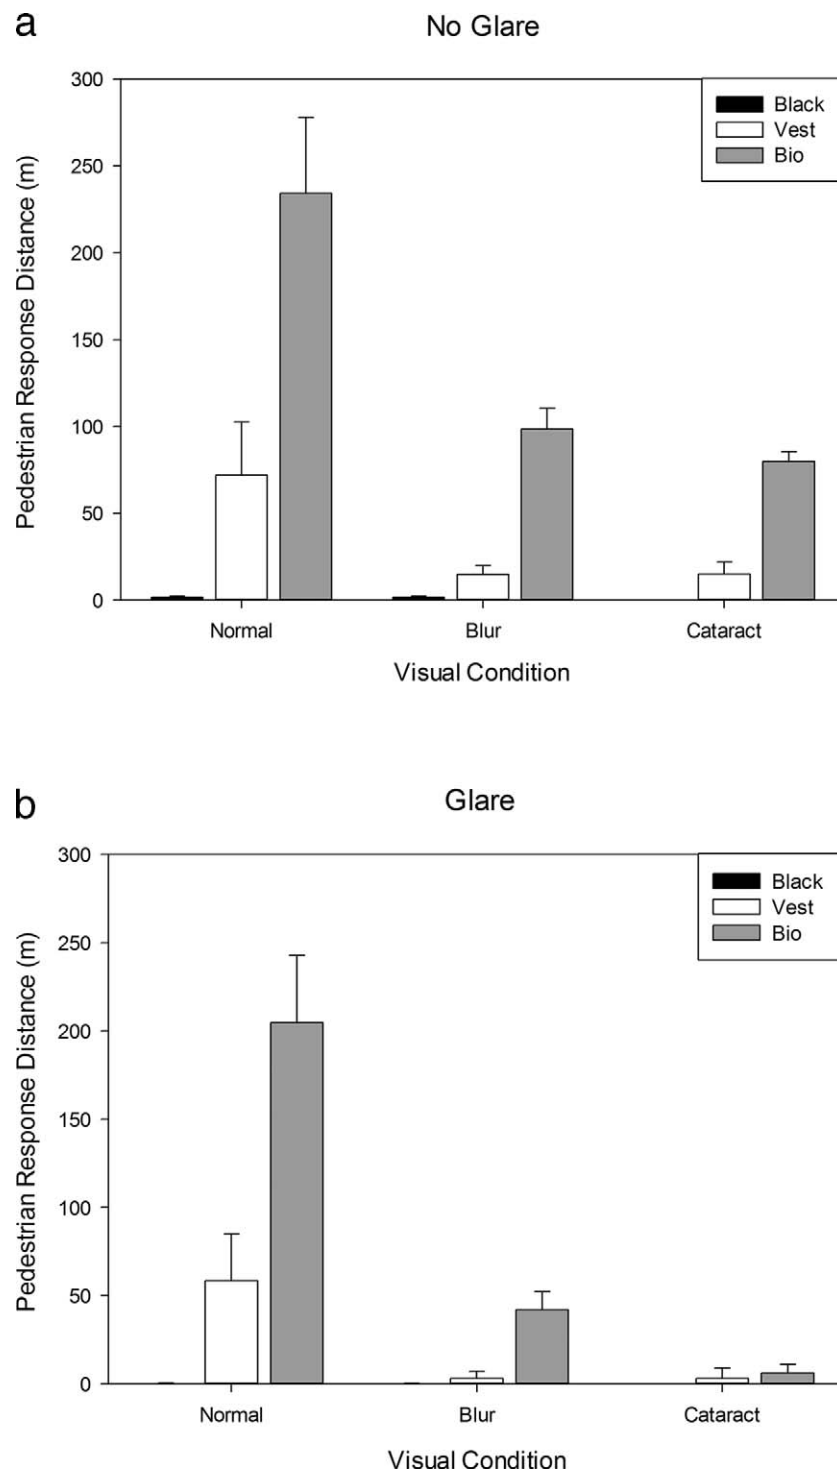 a
No Glare
300
250
200
150
100
50
0
Pedestrian Response Distance (m)
Black
Vest
Bio
Normal
Blur
Cataract
Visual Condition
b
Glare
300
250
200
150
100
50
0
Pedestrian Response Distance (m)
Black
Vest
Bio
Normal
Blur
Cataract
Visual Condition